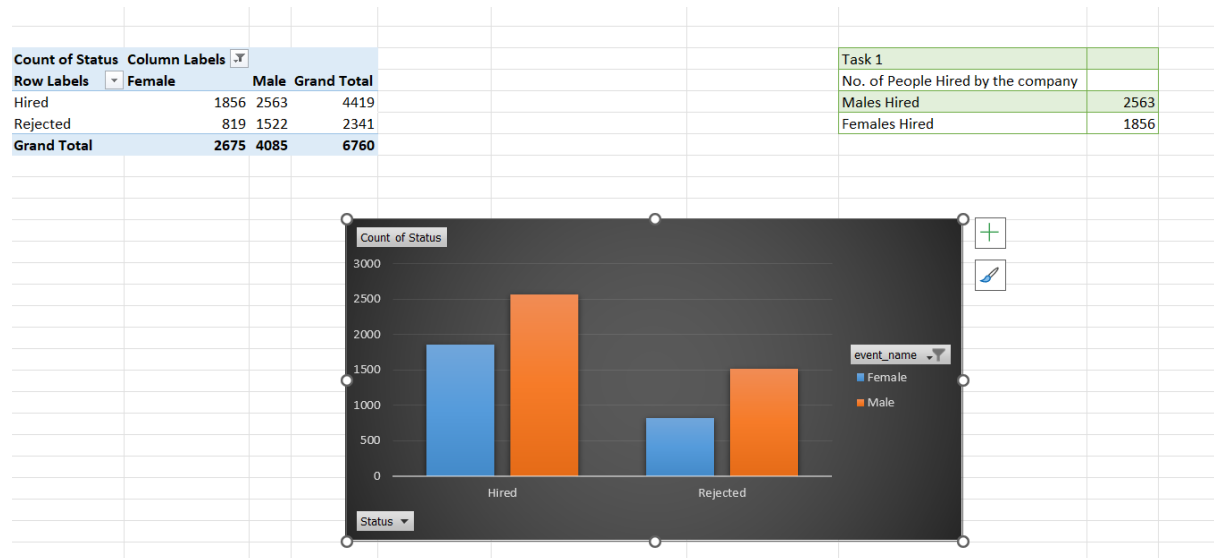 Count of Status Column Labels
Row Labels Female Male Grand Total
Hired 1856 2563 4419
Rejected 819 1522 2341
Grand Total 2675 4085 6760
Task 1
No. of People Hired by the company
Males Hired 2563
Females Hired 1856
Count of Status
3000
2500
2000
1500
1000
500
0
Hired Rejected
event_name
Female
Male
Status